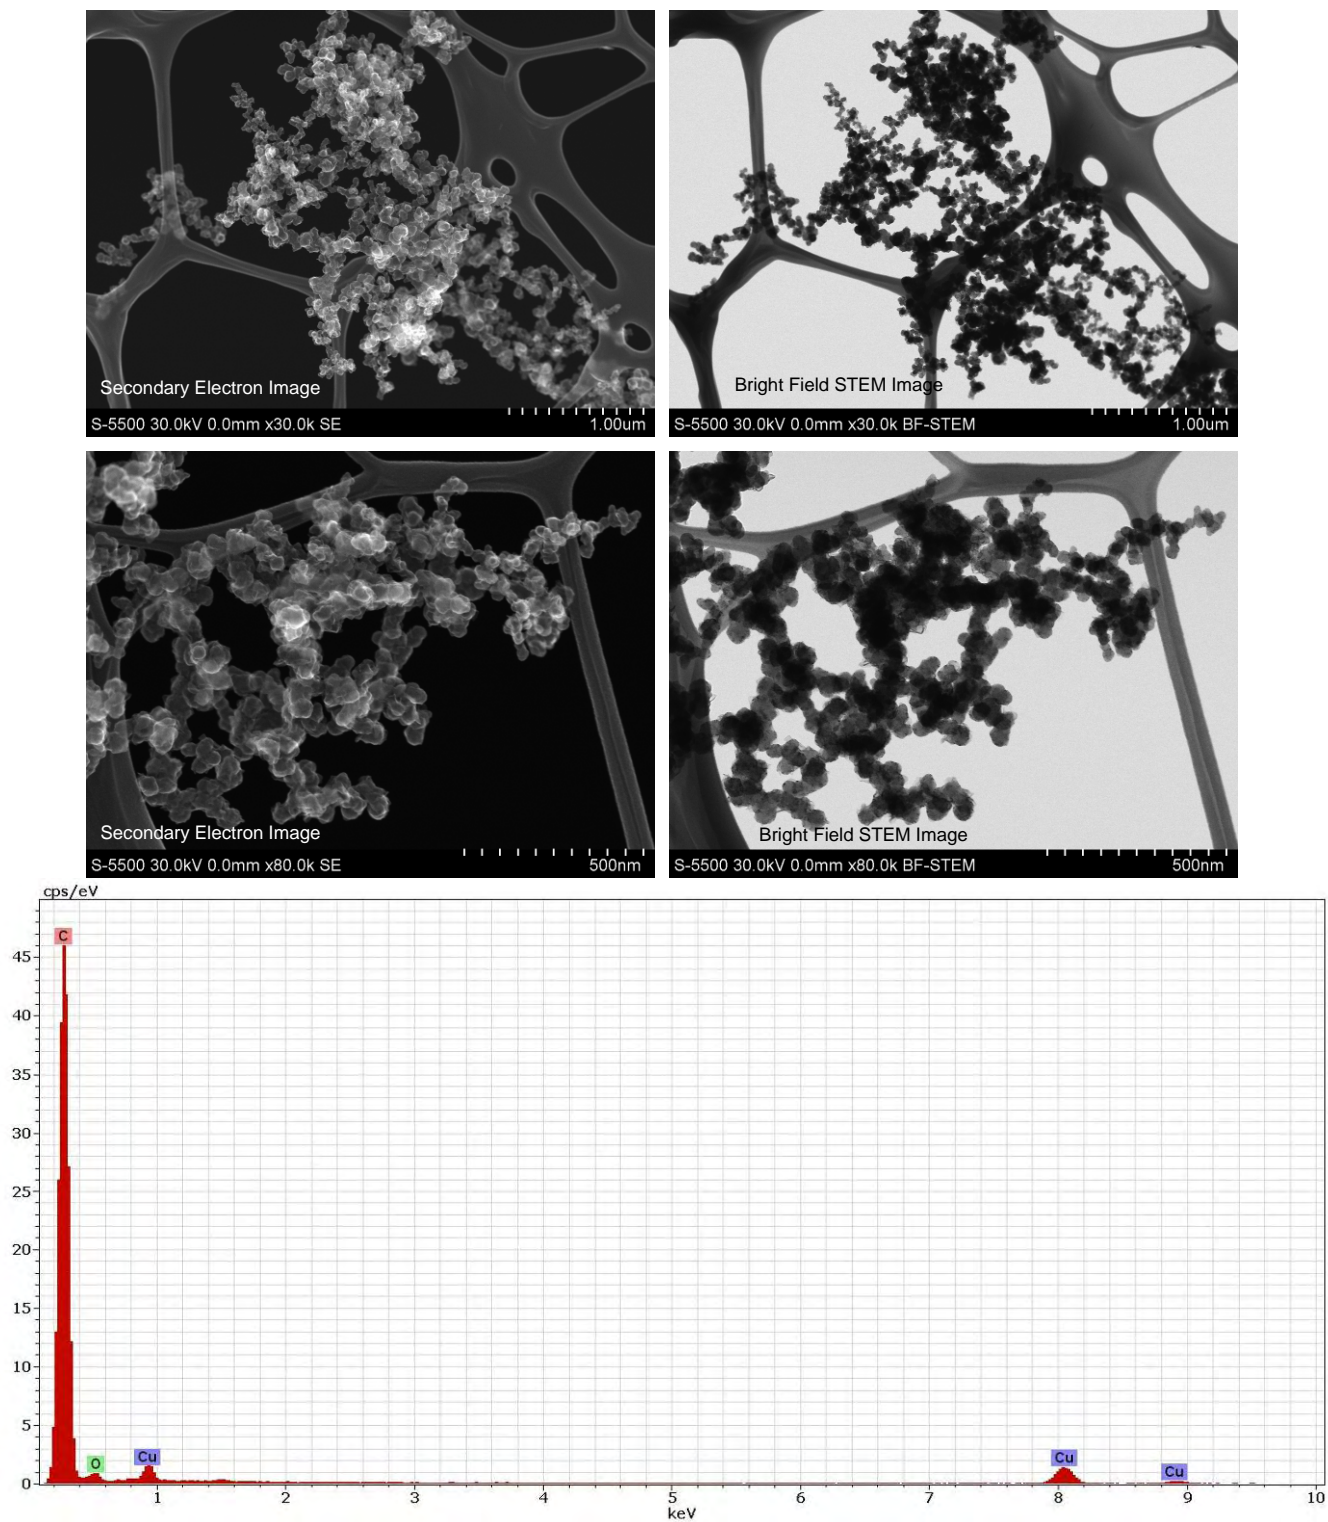 Secondary Electron Image
S-5500 30.0kV 0.0mm x30.0k SE
1.00um
Bright Field STEM Image
S-5500 30.0kV 0.0mm x30.0k BF-STEM
1.00um
Secondary Electron Image
S-5500 30.0kV 0.0mm x80.0k SE
500nm
Bright Field STEM Image
S-5500 30.0kV 0.0mm x80.0k BF-STEM
500nm
cps/eV
C
45
40
35
30
25
20
15
10
5
0
O
Cu
Cu
Cu
1 2 3 4 5 6 7 8 9 10
keV